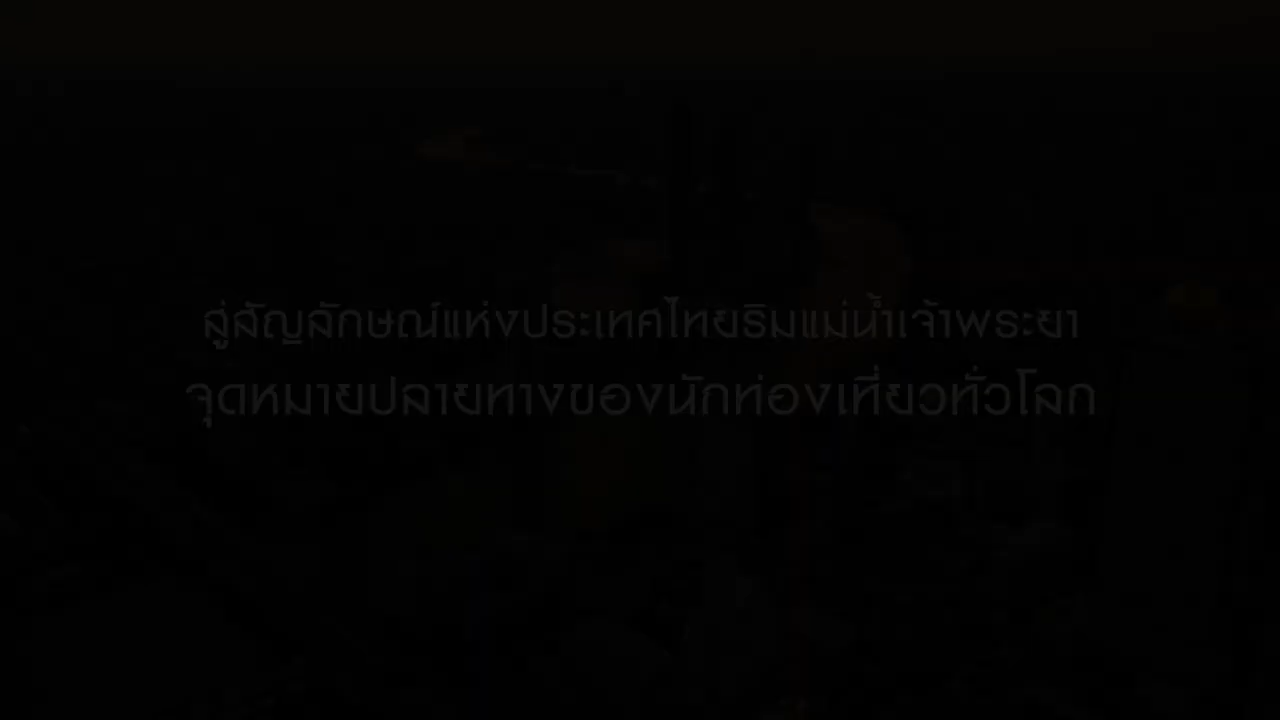 สู่สัญลักษณ์แห่งประเทศไทยริมแม่น้ำเจ้าพระยา
จุดหมายปลายทางของนักท่องเที่ยวทั่วโลก